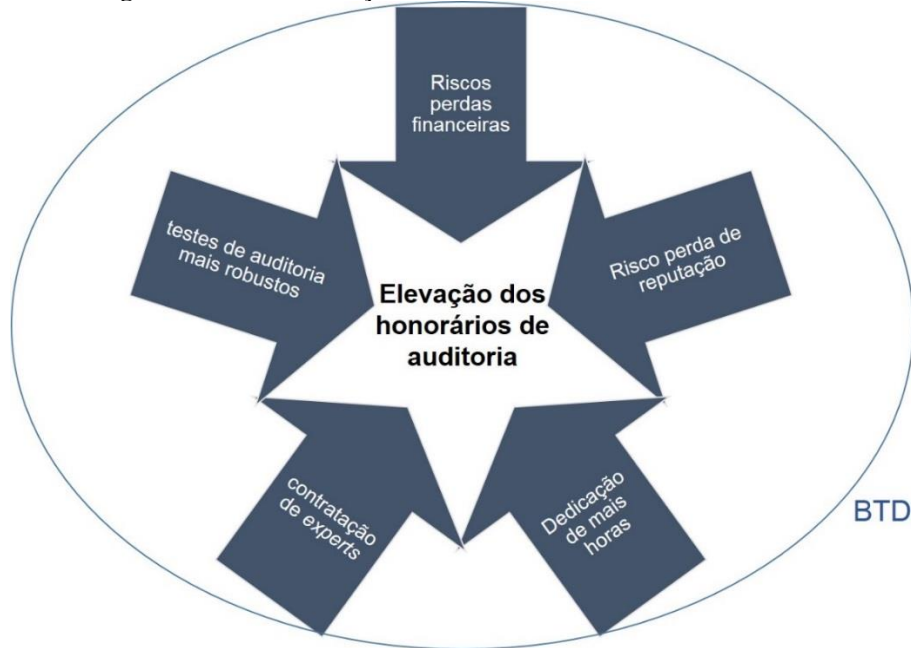 Riscos
perdas
financeiras
testes de auditoria
mais robustos
Risco perda de
reputação
Elevação dos
honorários de
auditoria
contratação
de experts
Dedicação
de mais
horas
BTD